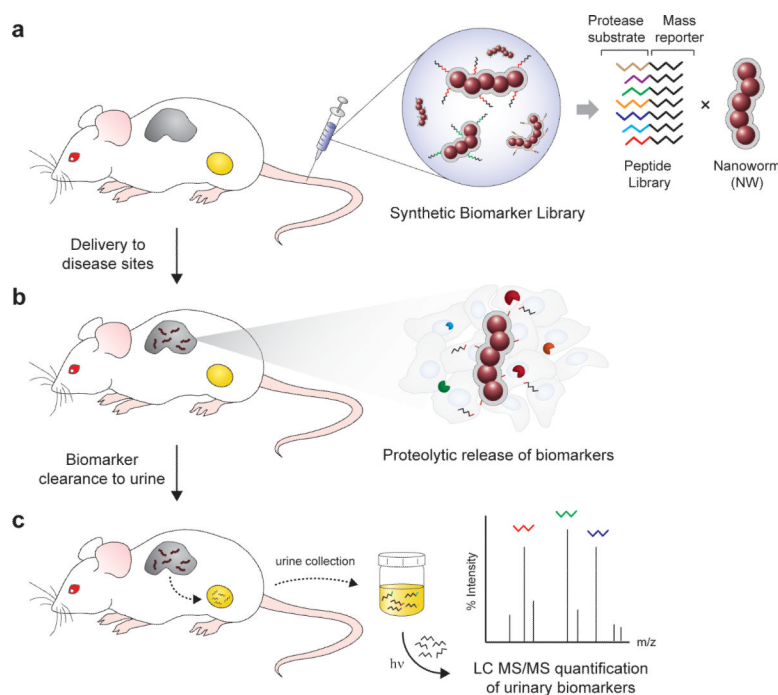 a
Protease
substrate
Mass
reporter
×
Peptide
Library
Nanoworm
(NW)
Synthetic Biomarker Library
Delivery to
disease sites
b
Proteolytic release of biomarkers
Biomarker
clearance to urine
c
urine collection
hν
% Intensity
m/z
LC MS/MS quantification
of urinary biomarkers